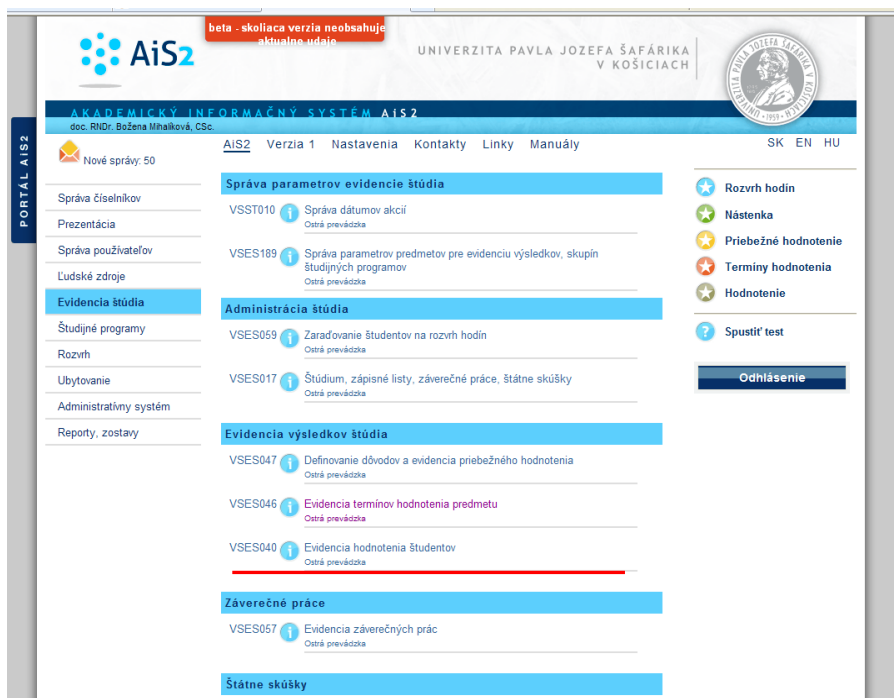 beta - skoliaca verzia neobsahuje
aktualne udaje
AiS2
UNIVERZITA PAVLA JOZEFA ŠAFÁRIKA
V KOŠICIACH
AKADEMICKÝ INFORMAČNÝ SYSTÉM AiS2
doc. RNDr. Božena Mihalíková, CSc.
PORTÁL AiS2
Nové správy: 50
AiS2 Verzia 1 Nastavenia Kontakty Linky Manuály
SK EN HU
Správa číselníkov
Prezentácia
Správa používateľov
Ľudské zdroje
Evidencia štúdia
Študijné programy
Rozvrh
Ubytovanie
Administratívny systém
Reporty, zostavy
Správa parametrov evidencie štúdia
VSST010 Správa dátumov akcií
Ostrá prevádzka
VSES189 Správa parametrov predmetov pre evidenciu výsledkov, skupín
študijných programov
Ostrá prevádzka
Administrácia štúdia
VSES059 Zaraďovanie študentov na rozvrh hodín
Ostrá prevádzka
VSES017 Štúdium, zápisné listy, záverečné práce, štátne skúšky
Ostrá prevádzka
Evidencia výsledkov štúdia
VSES047 Definovanie dôvodov a evidencia priebežného hodnotenia
Ostrá prevádzka
VSES046 Evidencia termínov hodnotenia predmetu
Ostrá prevádzka
VSES040 Evidencia hodnotenia študentov
Ostrá prevádzka
Záverečné práce
VSES057 Evidencia záverečných prác
Ostrá prevádzka
Štátne skúšky
Rozvrh hodín
Nástenka
Priebežné hodnotenie
Termíny hodnotenia
Hodnotenie
Spustiť test
Odhlásenie